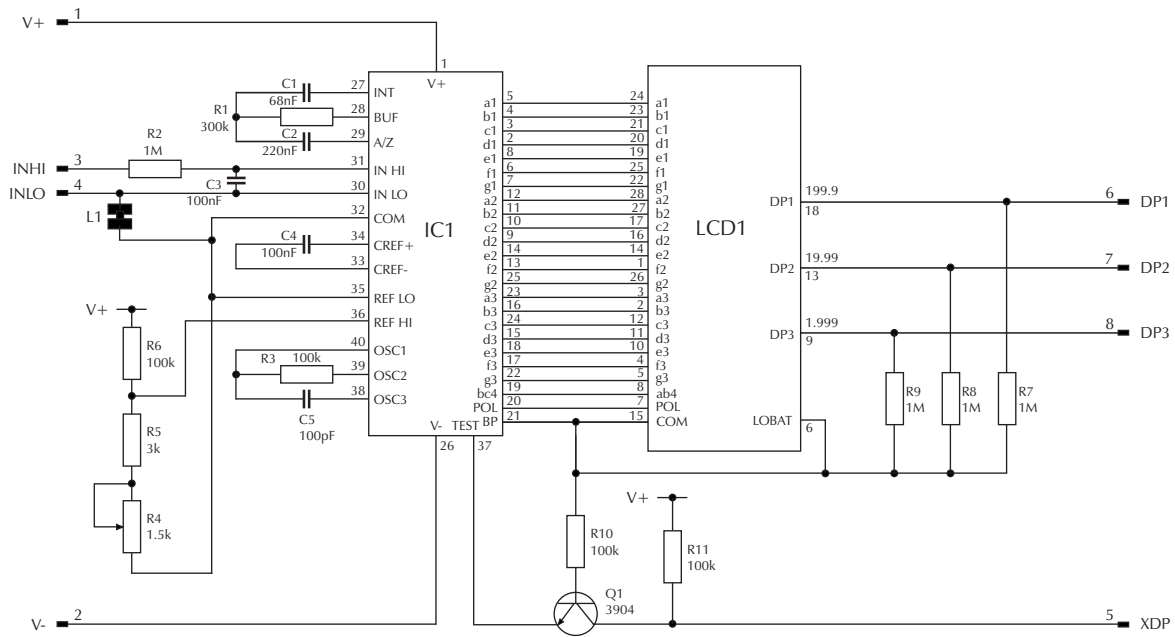 V+ 1
1
V+
C1
68nF
27 INT
R1
300k
28 BUF
C2
220nF
29 A/Z
INHI 3
R2
1M
31 IN HI
INLO 4
C3
100nF
30 IN LO
L1
32 COM
C4
100nF
34 CREF+
33 CREF-
35 REF LO
36 REF HI
V+
R6
100k
40 OSC1
R3 100k
39 OSC2
C5
100pF
38 OSC3
R5
3k
R4
1.5k
IC1
V- TEST
26 37
a1 5 24 a1
b1 4 23 b1
c1 3 21 c1
d1 2 20 d1
e1 8 19 e1
f1 6 25 f1
g1 7 22 g1
a2 12 28 a2
b2 11 27 b2
c2 10 17 c2
d2 9 16 d2
e2 14 14 e2
f2 13 1 f2
g2 25 26 g2
a3 23 3 a3
b3 16 2 b3
c3 24 12 c3
d3 15 11 d3
e3 18 10 e3
f3 17 4 f3
g3 22 5 g3
bc4 19 8 ab4
POL 20 7 POL
BP 21 15 COM
LCD1
DP1 199.9
18
6 DP1
DP2 19.99
13
7 DP2
DP3 1.999
9
8 DP3
R9
1M
R8
1M
R7
1M
LOBAT
6
R10
100k
V+
R11
100k
Q1
3904
V- 2
5 XDP